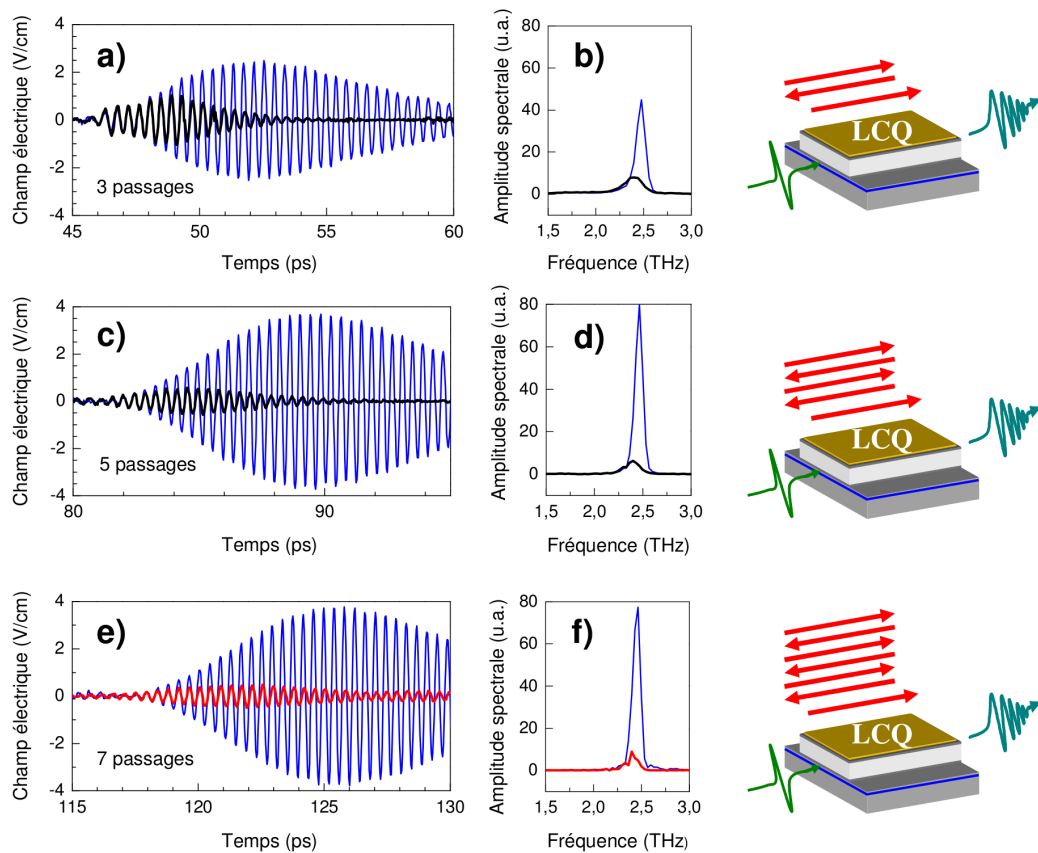 a)
Champ électrique (V/cm)
4
2
0
-2
-4
3 passages
45 50 55 60
Temps (ps)
b)
Amplitude spectrale (u.a.)
80
60
40
20
0
1,5 2,0 2,5 3,0
Fréquence (THz)
LCQ
c)
Champ électrique (V/cm)
4
2
0
-2
-4
5 passages
80 90
Temps (ps)
d)
Amplitude spectrale (u.a.)
80
60
40
20
0
1,5 2,0 2,5 3,0
Fréquence (THz)
LCQ
e)
Champ électrique (V/cm)
4
2
0
-2
-4
7 passages
115 120 125 130
Temps (ps)
f)
Amplitude spectrale (u.a.)
80
60
40
20
0
1,5 2,0 2,5 3,0
Fréquence (THz)
LCQ